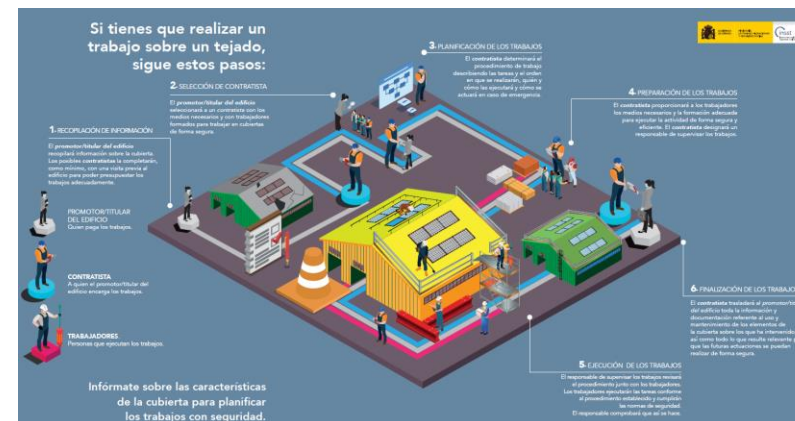 Si tienes que realizar un
trabajo sobre un tejado,
sigue estos pasos:
1- RECOPILACIÓN DE INFORMACIÓN
El promotor/titular del edificio
recopilará información sobre la cubierta.
Los posibles contratistas la completarán,
como mínimo, con una visita previa al
edificio para poder presupuestar los
trabajos adecuadamente.
2- SELECCIÓN DE CONTRATISTA
El promotor/titular del edificio
seleccionará a un contratista con los
medios necesarios y con trabajadores
formados para trabajar en cubiertas
de forma segura.
3- PLANIFICACIÓN DE LOS TRABAJOS
El contratista determinará el
procedimiento de trabajo
describiendo las tareas y el orden
en que se realizarán, quién y
cómo las ejecutará y cómo se
actuará en caso de emergencia.
4- PREPARACIÓN DE LOS TRABAJOS
El contratista proporcionará a los trabajadores
los medios necesarios y la formación adecuada
para ejecutar la actividad de forma segura y
eficiente. El contratista designará un
responsable de supervisar los trabajos.
5- EJECUCIÓN DE LOS TRABAJOS
El responsable de supervisar los trabajos revisará
el procedimiento junto con los trabajadores.
Los trabajadores ejecutarán las tareas conforme
al procedimiento establecido y cumplirán
las normas de seguridad.
El responsable comprobará que así se hace.
6- FINALIZACIÓN DE LOS TRABAJO
El contratista trasladará al promotor/tit
del edificio toda la información y
documentación referente al uso y
mantenimiento de los elementos de
la cubierta sobre los que ha intervenido
así como todo lo que resulte relevante p
que las futuras actuaciones se puedan
realizar de forma segura.
PROMOTOR/TITULAR
DEL EDIFICIO
Quien paga los trabajos.
CONTRATISTA
A quien el promotor/titular del
edificio encarga los trabajos.
TRABAJADORES
Personas que ejecutan los trabajos.
Infórmate sobre las características
de la cubierta para planificar
los trabajos con seguridad.